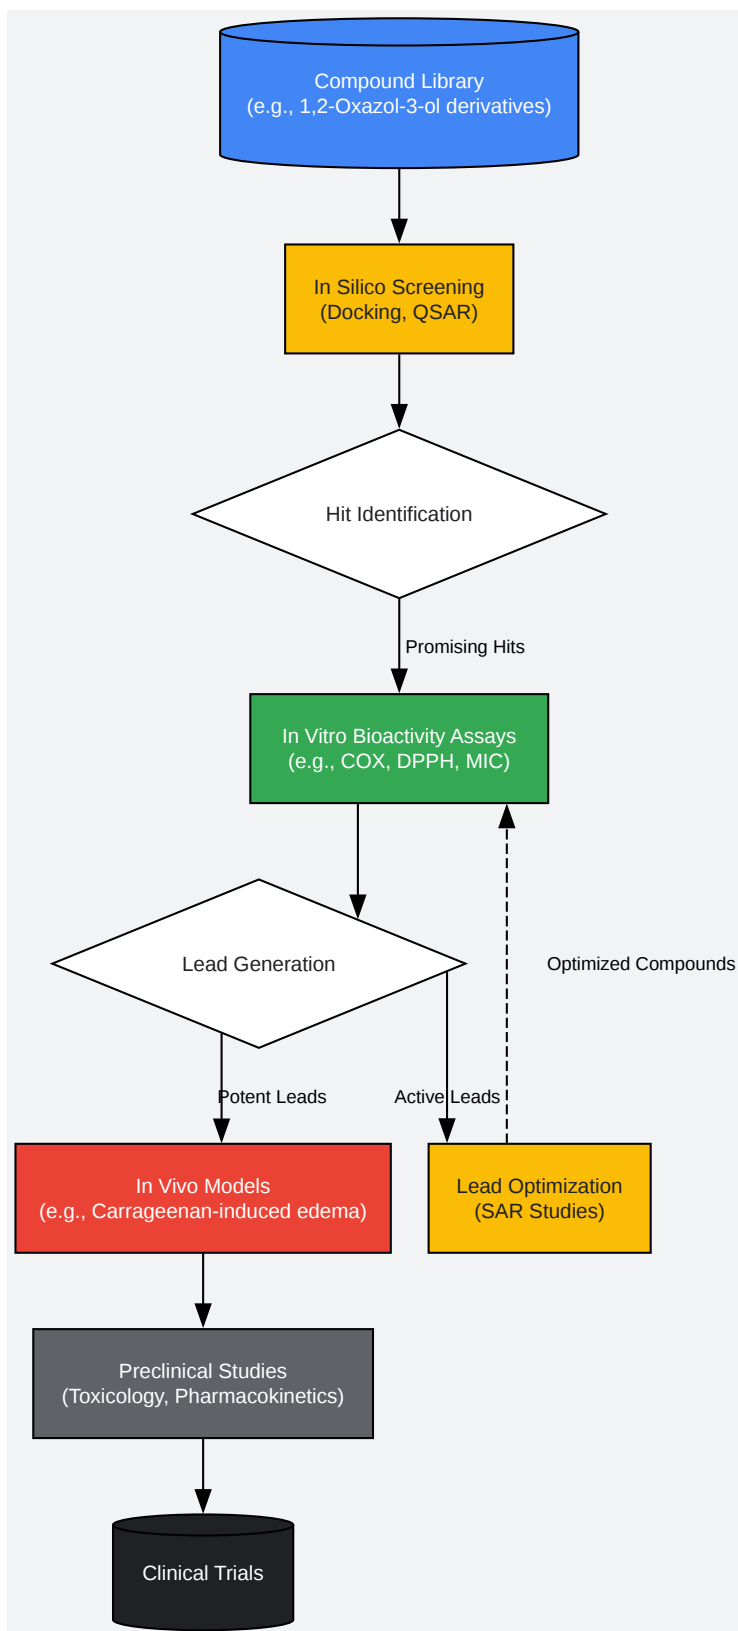 Compound Library
(e.g., 1,2-Oxazol-3-ol derivatives)
In Silico Screening
(Docking, QSAR)
Hit Identification
Promising Hits
In Vitro Bioactivity Assays
(e.g., COX, DPPH, MIC)
Lead Generation
Optimized Compounds
Potent Leads
Active Leads
In Vivo Models
(e.g., Carrageenan-induced edema)
Lead Optimization
(SAR Studies)
Preclinical Studies
(Toxicology, Pharmacokinetics)
Clinical Trials